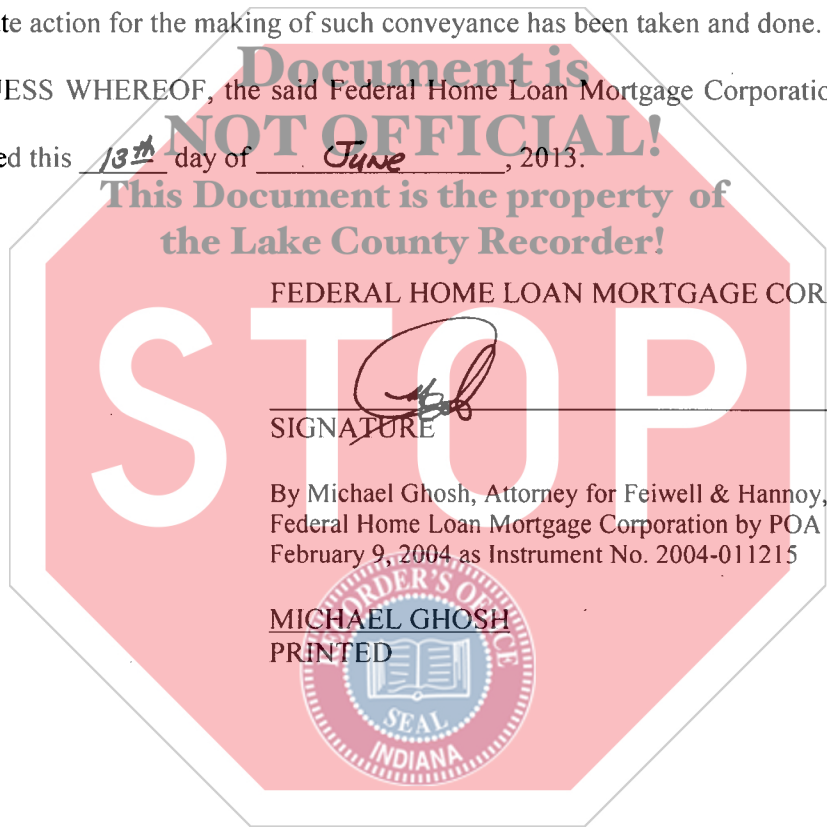 te action for the making of such conveyance has been taken and done.
Document is
ESS WHEREOF, the said Federal Home Loan Mortgage Corporatio
NOT OFFICIAL!
ed this 13th day of June, 2013.
This Document is the property of
the Lake County Recorder!
FEDERAL HOME LOAN MORTGAGE COR
STOP
SIGNATURE
By Michael Ghosh, Attorney for Feiwell & Hannoy,
Federal Home Loan Mortgage Corporation by POA
February 9, 2004 as Instrument No. 2004-011215
RECORDER'S OFFICE
MICHAEL GHOSH
PRINTED
SEAL
INDIANA